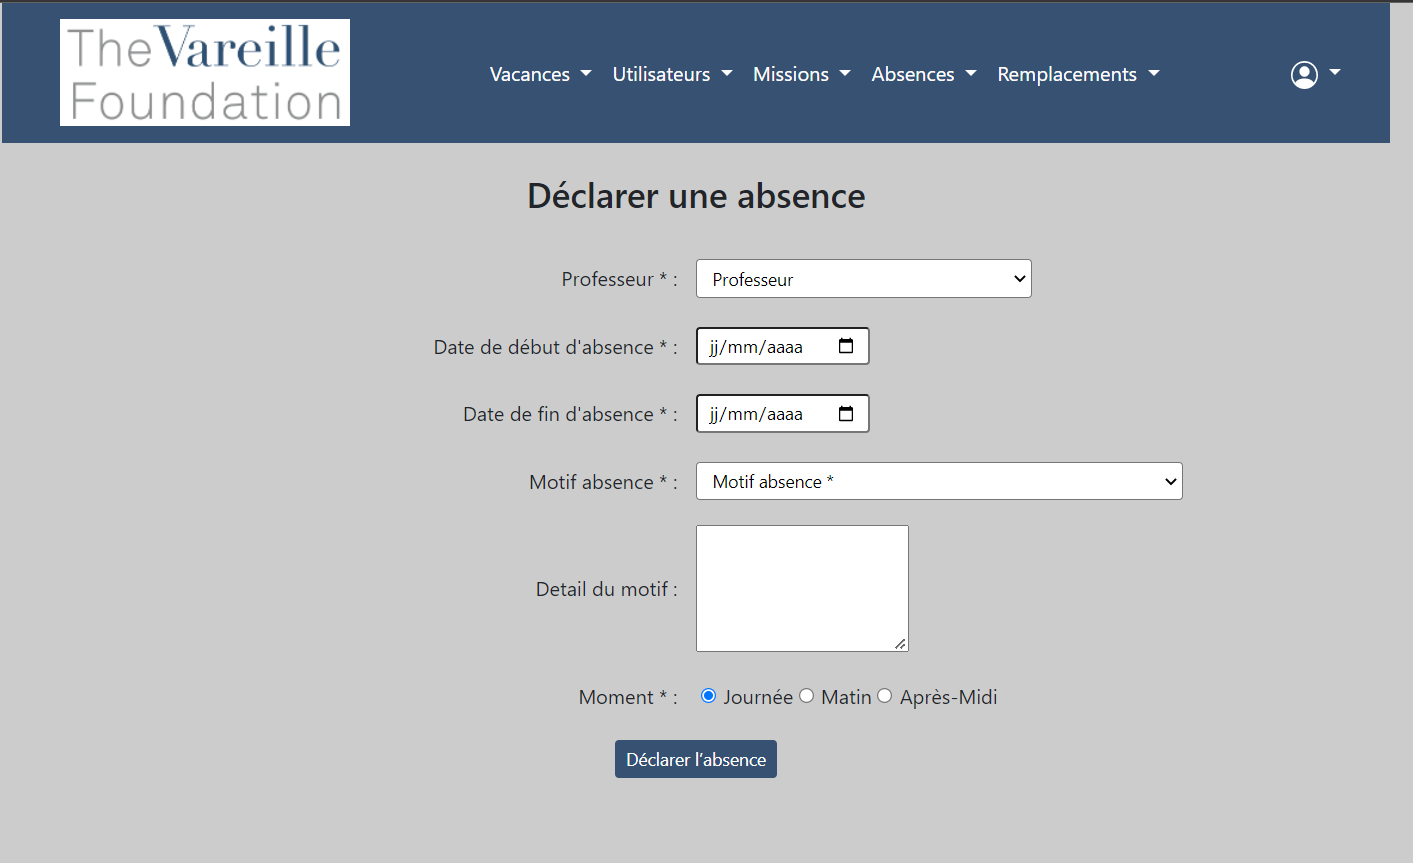 The Vareille
Foundation
Vacances Utilisateurs Missions Absences Remplacements
Déclarer une absence
Professeur * : Professeur
Date de début d'absence * : jj/mm/aaaa
Date de fin d'absence * : jj/mm/aaaa
Motif absence * : Motif absence *
Detail du motif :
Moment * : Journée Matin Après-Midi
Déclarer l'absence